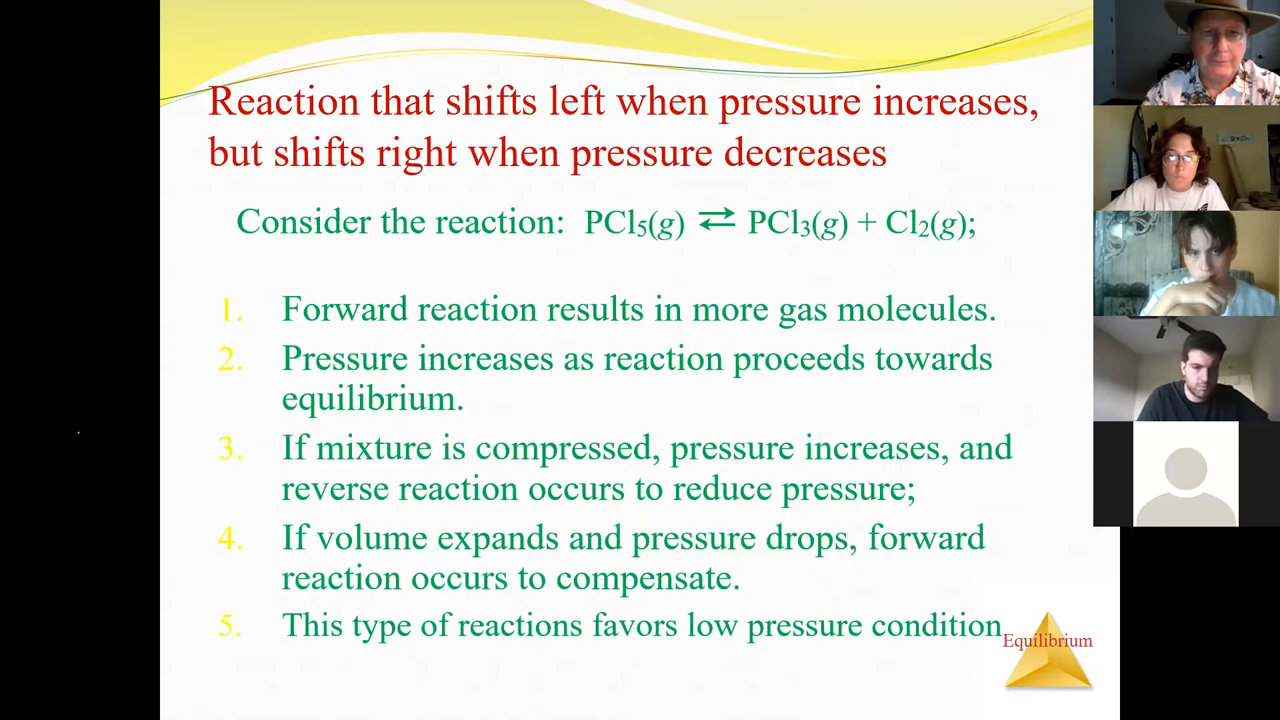 Reaction that shifts left when pressure increases,
but shifts right when pressure decreases
Consider the reaction: PCl₅(g) ⇄ PCl₃(g) + Cl₂(g);
1. Forward reaction results in more gas molecules.
2. Pressure increases as reaction proceeds towards
equilibrium.
3. If mixture is compressed, pressure increases, and
reverse reaction occurs to reduce pressure;
4. If volume expands and pressure drops, forward
reaction occurs to compensate.
5. This type of reactions favors low pressure condition
Equilibrium